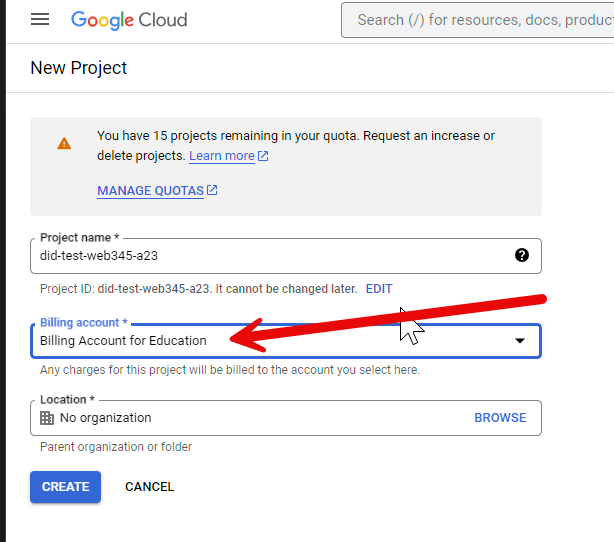 Google Cloud
Search (/) for resources, docs, produc
New Project
You have 15 projects remaining in your quota. Request an increase or
delete projects. Learn more
MANAGE QUOTAS
Project name *
did-test-web345-a23
Project ID: did-test-web345-a23. It cannot be changed later. EDIT
Billing account *
Billing Account for Education
Any charges for this project will be billed to the account you select here.
Location *
No organization
BROWSE
Parent organization or folder
CREATE
CANCEL